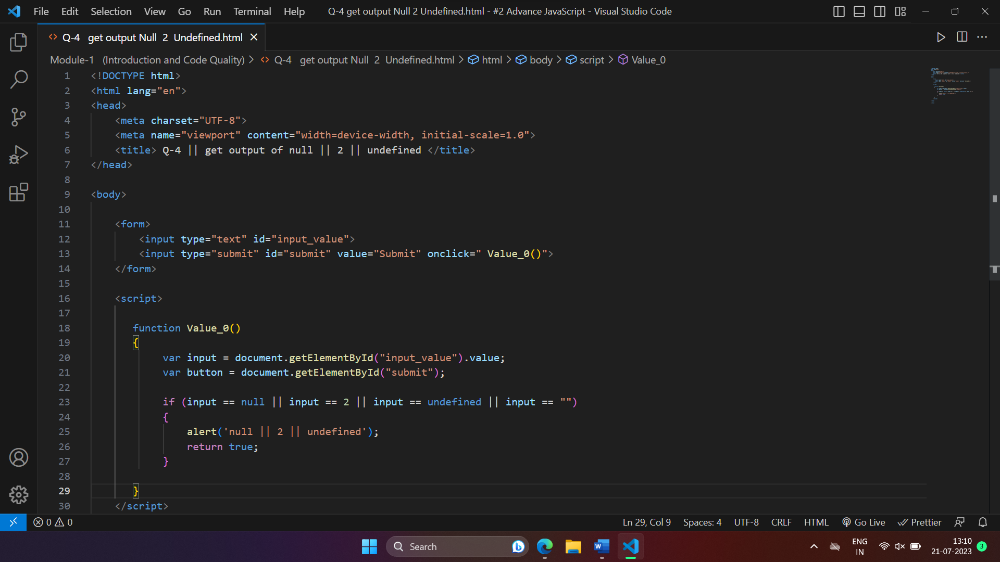 File Edit Selection View Go Run Terminal Help Q-4 get output Null 2 Undefined.html - #2 Advance JavaScript - Visual Studio Code
Q-4 get output Null 2 Undefined.html
Module-1 (Introduction and Code Quality) > Q-4 get output Null 2 Undefined.html > html > body > script > Value_0
1 <!DOCTYPE html>
2 <html lang="en">
3 <head>
4 <meta charset="UTF-8">
5 <meta name="viewport" content="width=device-width, initial-scale=1.0">
6 <title> Q-4 || get output of null || 2 || undefined </title>
7 </head>
8
9 <body>
10
11 <form>
12 <input type="text" id="input_value">
13 <input type="submit" id="submit" value="Submit" onclick=" Value_0()">
14 </form>
15
16 <script>
17
18 function Value_0()
19 {
20 var input = document.getElementById("input_value").value;
21 var button = document.getElementById("submit");
22
23 if (input == null || input == 2 || input == undefined || input == "")
24 {
25 alert('null || 2 || undefined');
26 return true;
27 }
28
29 }
30 </script>
0 0 Ln 29, Col 9 Spaces: 4 UTF-8 CRLF HTML Go Live Prettier
Search ENG IN 13:10 21-07-2023 3